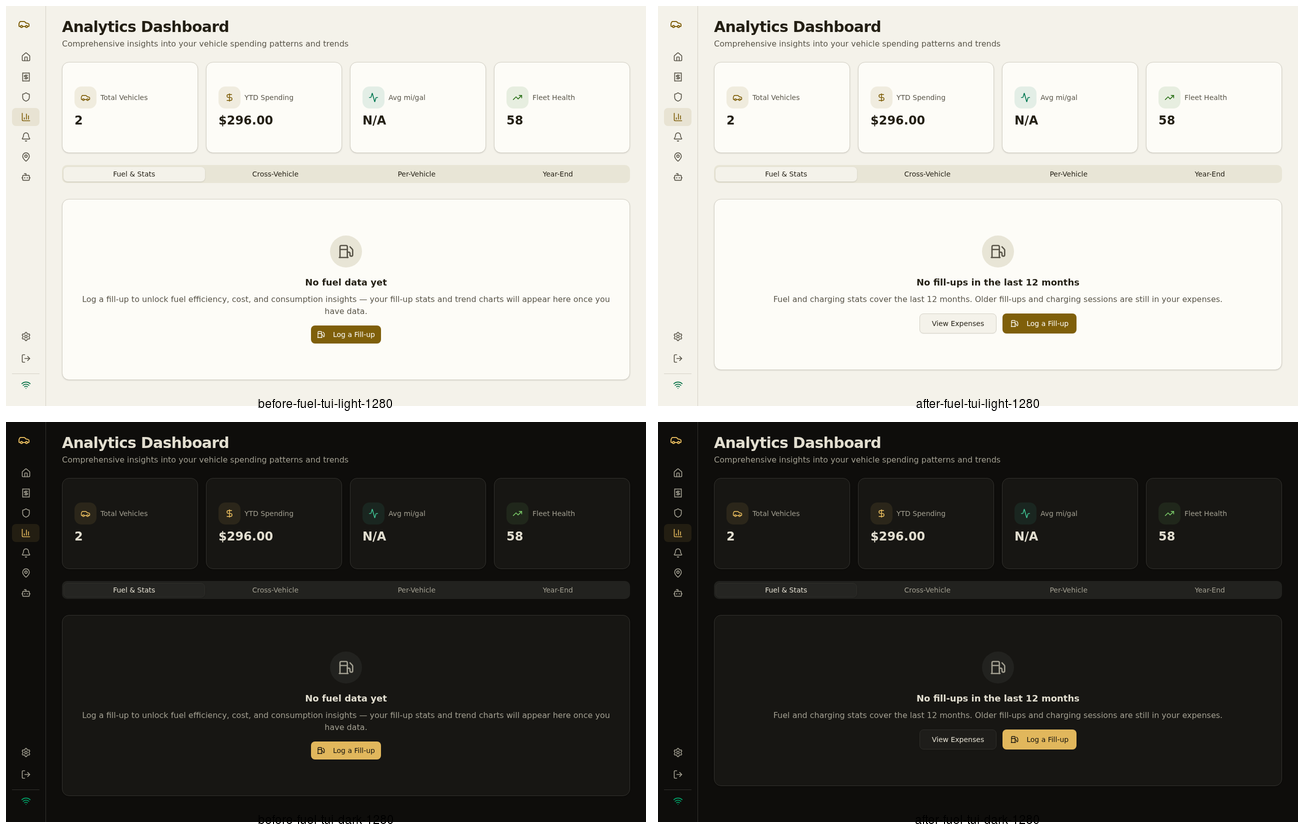 Analytics Dashboard
Comprehensive insights into your vehicle spending patterns and trends
Total Vehicles
2
YTD Spending
$296.00
Avg mi/gal
N/A
Fleet Health
58
Fuel & Stats
Cross-Vehicle
Per-Vehicle
Year-End
No fuel data yet
Log a fill-up to unlock fuel efficiency, cost, and consumption insights — your fill-up stats and trend charts will appear here once you
have data.
Log a Fill-up
before-fuel-tui-light-1280
Analytics Dashboard
Comprehensive insights into your vehicle spending patterns and trends
Total Vehicles
2
YTD Spending
$296.00
Avg mi/gal
N/A
Fleet Health
58
Fuel & Stats
Cross-Vehicle
Per-Vehicle
Year-End
No fill-ups in the last 12 months
Fuel and charging stats cover the last 12 months. Older fill-ups and charging sessions are still in your expenses.
View Expenses
Log a Fill-up
after-fuel-tui-light-1280
Analytics Dashboard
Comprehensive insights into your vehicle spending patterns and trends
Total Vehicles
2
YTD Spending
$296.00
Avg mi/gal
N/A
Fleet Health
58
Fuel & Stats
Cross-Vehicle
Per-Vehicle
Year-End
No fuel data yet
Log a fill-up to unlock fuel efficiency, cost, and consumption insights — your fill-up stats and trend charts will appear here once you
have data.
Log a Fill-up
before-fuel-tui-dark-1280
Analytics Dashboard
Comprehensive insights into your vehicle spending patterns and trends
Total Vehicles
2
YTD Spending
$296.00
Avg mi/gal
N/A
Fleet Health
58
Fuel & Stats
Cross-Vehicle
Per-Vehicle
Year-End
No fill-ups in the last 12 months
Fuel and charging stats cover the last 12 months. Older fill-ups and charging sessions are still in your expenses.
View Expenses
Log a Fill-up
after-fuel-tui-dark-1280